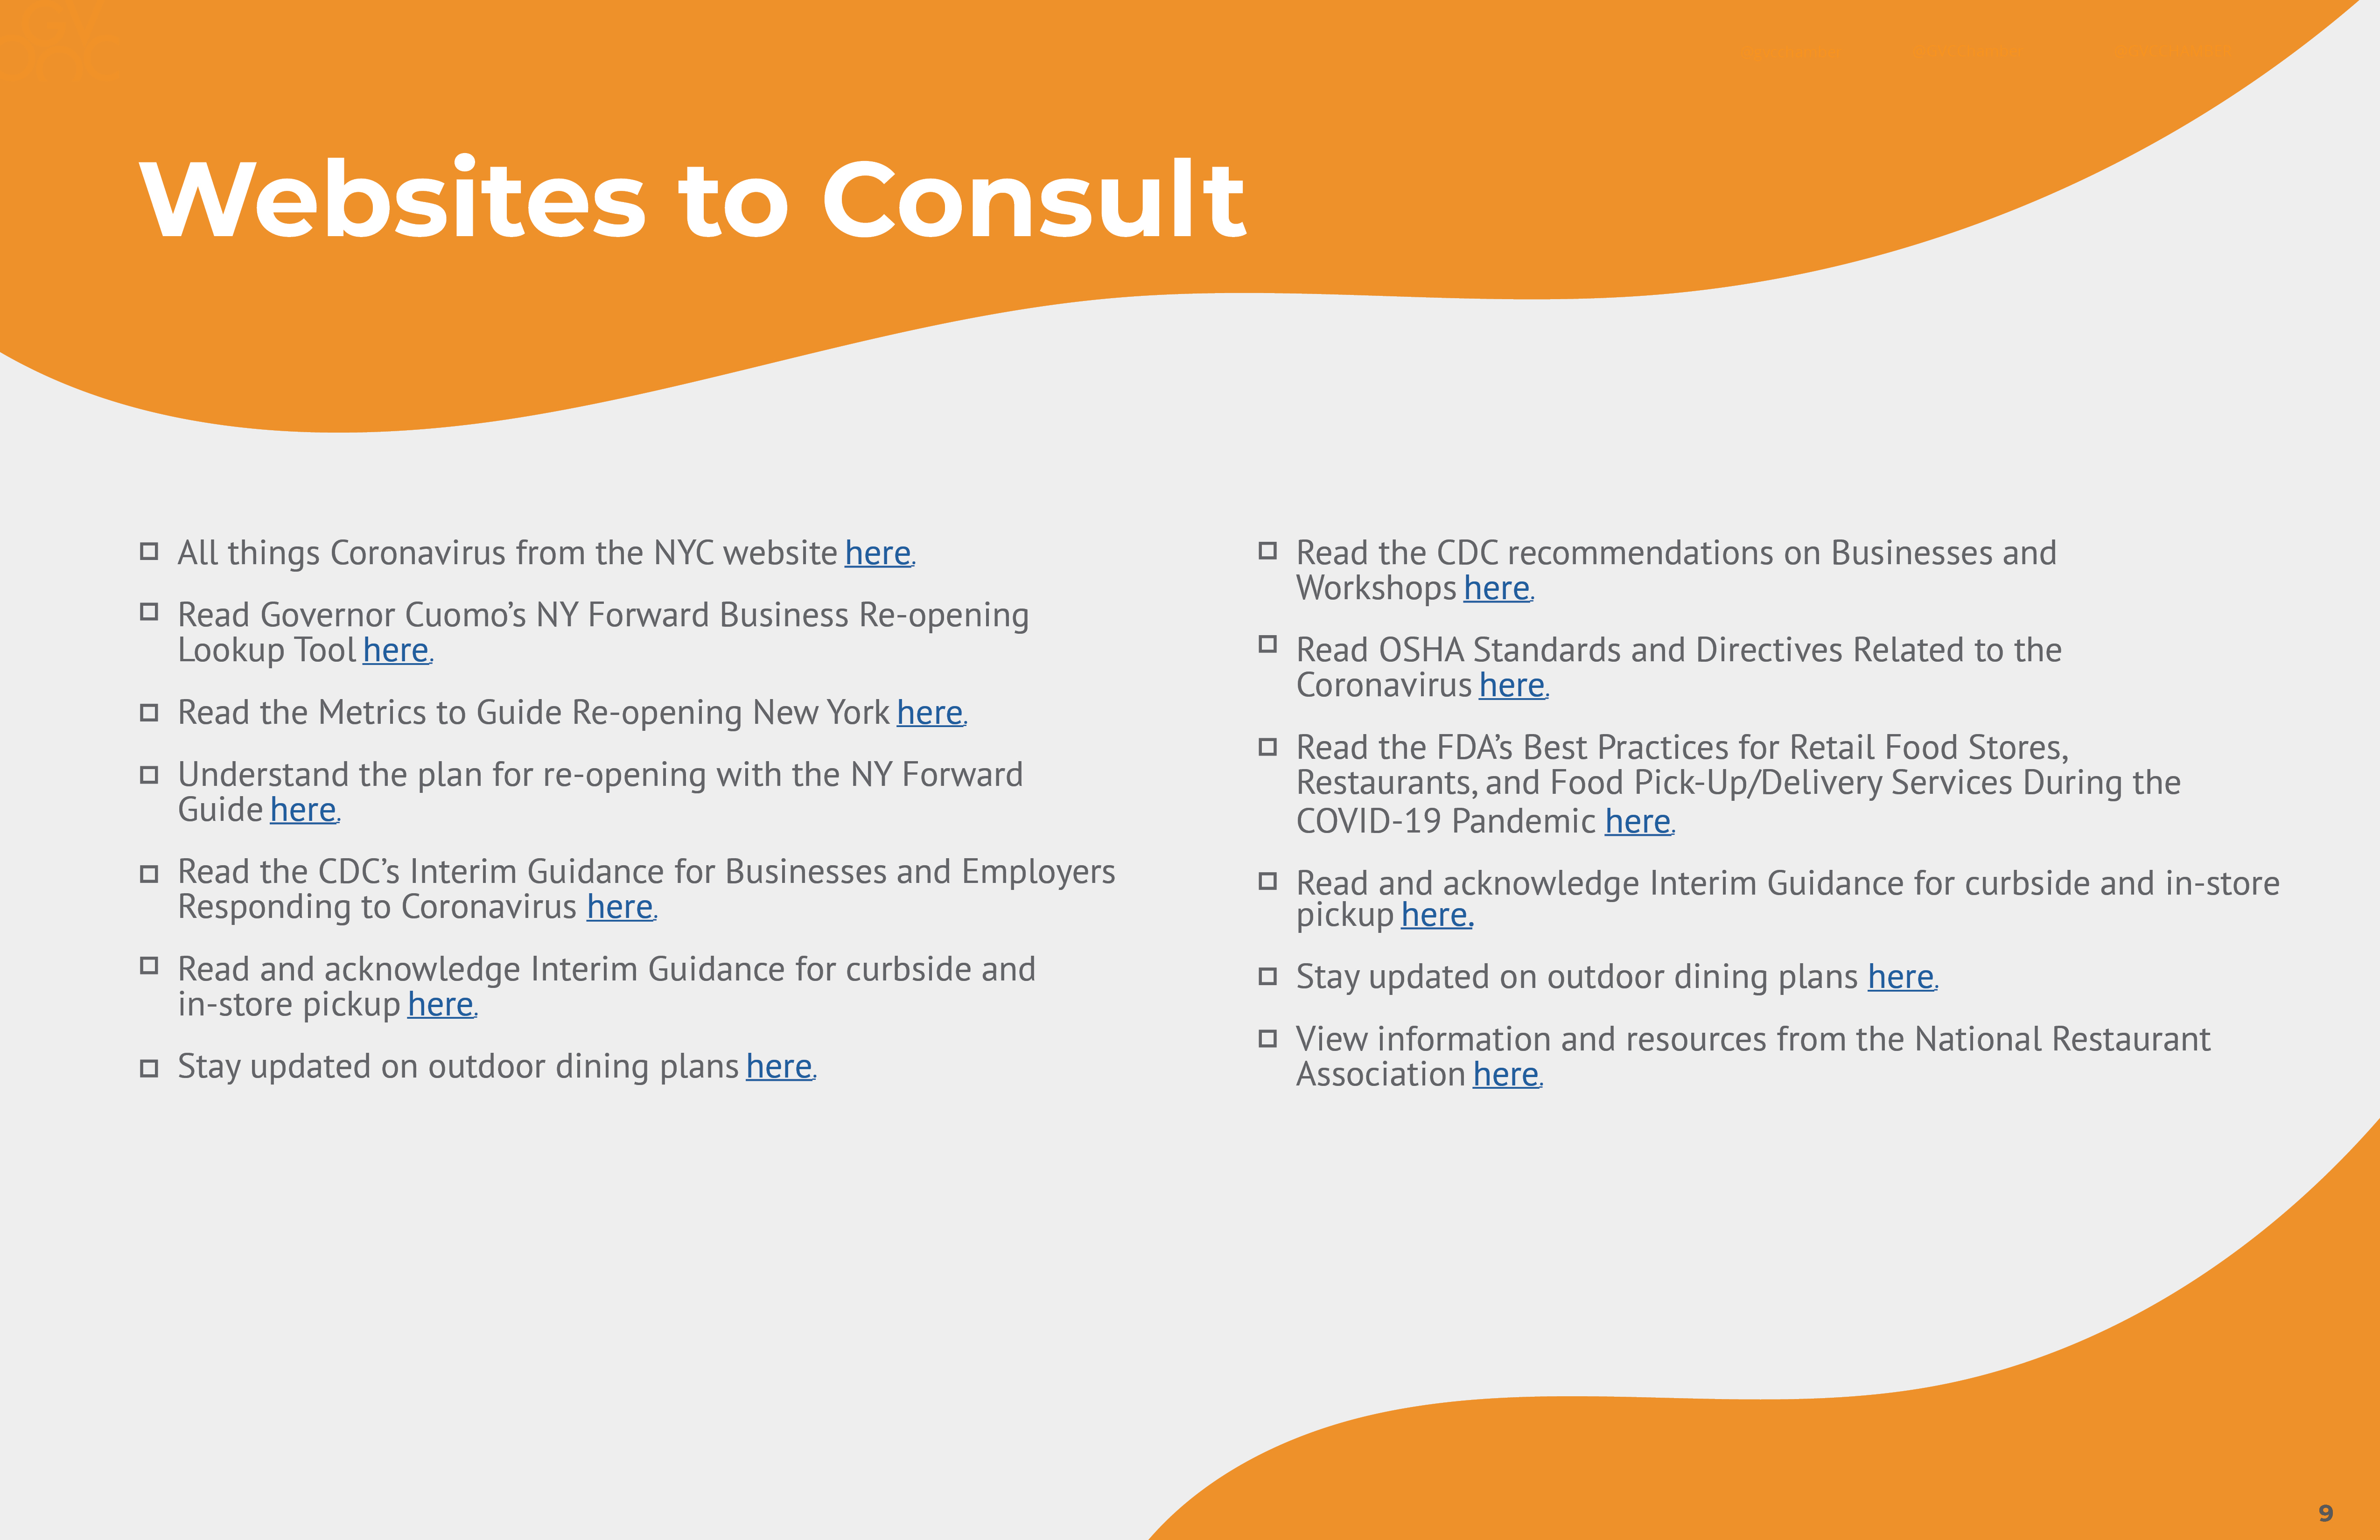 Websites to Consult
All things Coronavirus from the NYC website here.
Read Governor Cuomo’s NY Forward Business Re-opening
Lookup Tool here.
Read the Metrics to Guide Re-opening New York here.
Understand the plan for re-opening with the NY Forward
Guide here.
Read the CDC’s Interim Guidance for Businesses and Employers
Responding to Coronavirus here.
Read and acknowledge Interim Guidance for curbside and
in-store pickup here.
Stay updated on outdoor dining plans here.
Read the CDC recommendations on Businesses and
Workshops here.
Read OSHA Standards and Directives Related to the
Coronavirus here.
Read the FDA’s Best Practices for Retail Food Stores,
Restaurants, and Food Pick-Up/Delivery Services During the
COVID-19 Pandemic here.
Read and acknowledge Interim Guidance for curbside and in-store
pickup here.
Stay updated on outdoor dining plans here.
View information and resources from the National Restaurant
Association here.
9